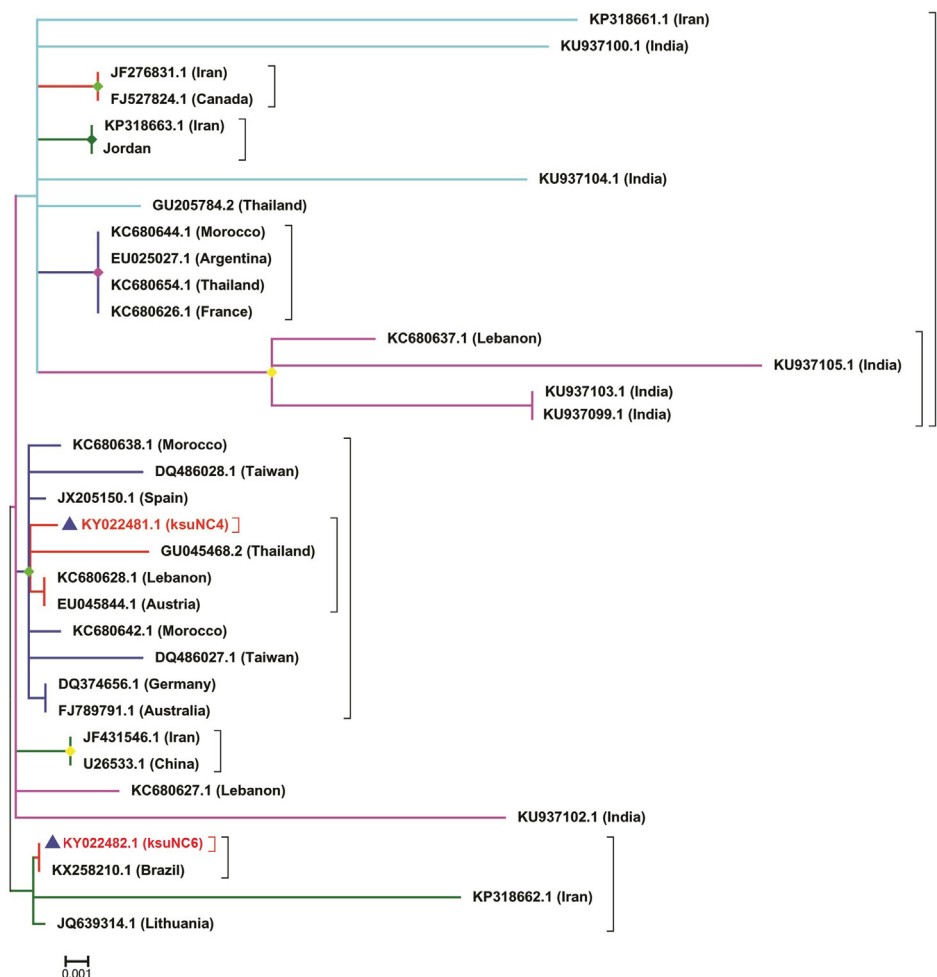 KP318661.1 (Iran)
KU937100.1 (India)
JF276831.1 (Iran)
FJ527824.1 (Canada)
KP318663.1 (Iran)
Jordan
KU937104.1 (India)
GU205784.2 (Thailand)
KC680644.1 (Morocco)
EU025027.1 (Argentina)
KC680654.1 (Thailand)
KC680626.1 (France)
KC680637.1 (Lebanon)
KU937105.1 (India)
KU937103.1 (India)
KU937099.1 (India)
KC680638.1 (Morocco)
DQ486028.1 (Taiwan)
JX205150.1 (Spain)
KY022481.1 (ksuNC4)
GU045468.2 (Thailand)
KC680628.1 (Lebanon)
EU045844.1 (Austria)
KC680642.1 (Morocco)
DQ486027.1 (Taiwan)
DQ374656.1 (Germany)
FJ789791.1 (Australia)
JF431546.1 (Iran)
U26533.1 (China)
KC680627.1 (Lebanon)
KU937102.1 (India)
KY022482.1 (ksuNC6)
KX258210.1 (Brazil)
KP318662.1 (Iran)
JQ639314.1 (Lithuania)
0.001